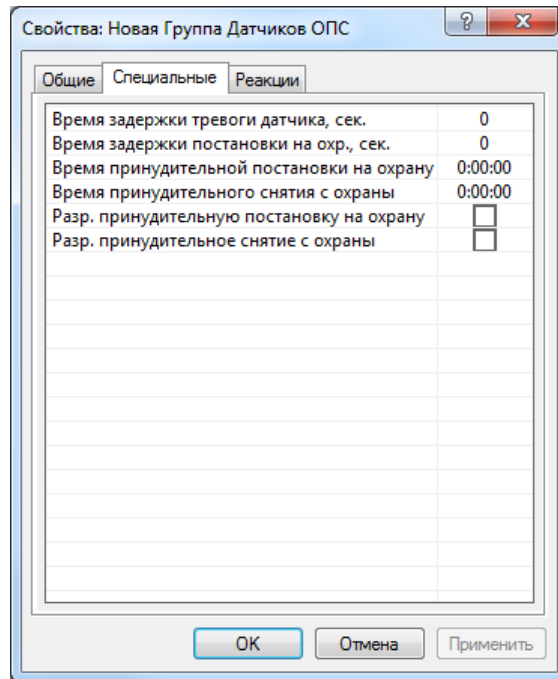 Свойства: Новая Группа Датчиков ОПС
Общие Специальные Реакции
Время задержки тревоги датчика, сек. 0
Время задержки постановки на охр., сек. 0
Время принудительной постановки на охрану 0:00:00
Время принудительного снятия с охраны 0:00:00
Разр. принудительную постановку на охрану
Разр. принудительное снятие с охраны
OK Отмена Применить